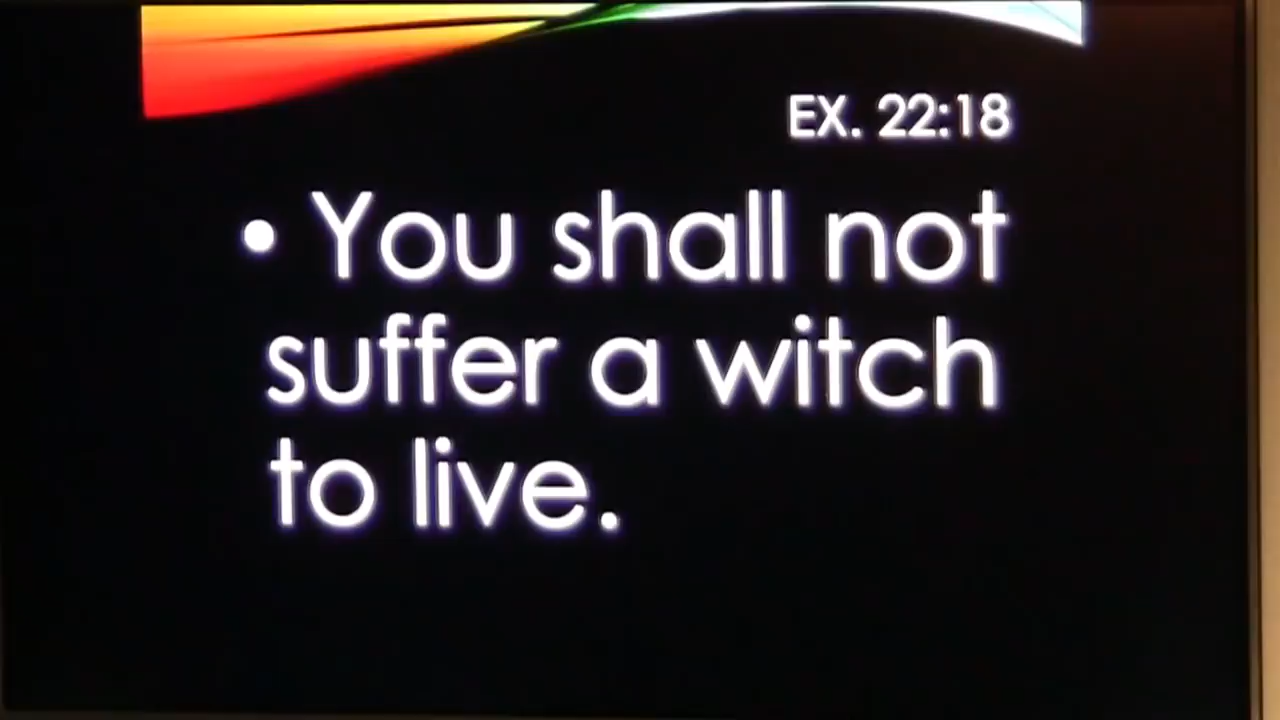 EX. 22:18
• You shall not
suffer a witch
to live.